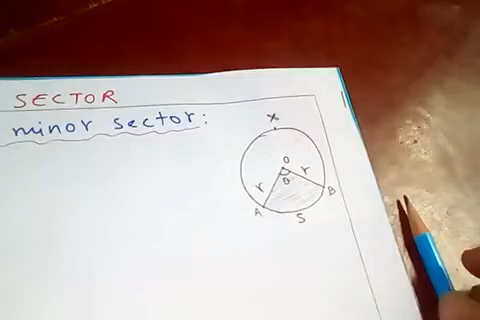 SECTOR
minor sector:
X
O
r r
θ
A B
S